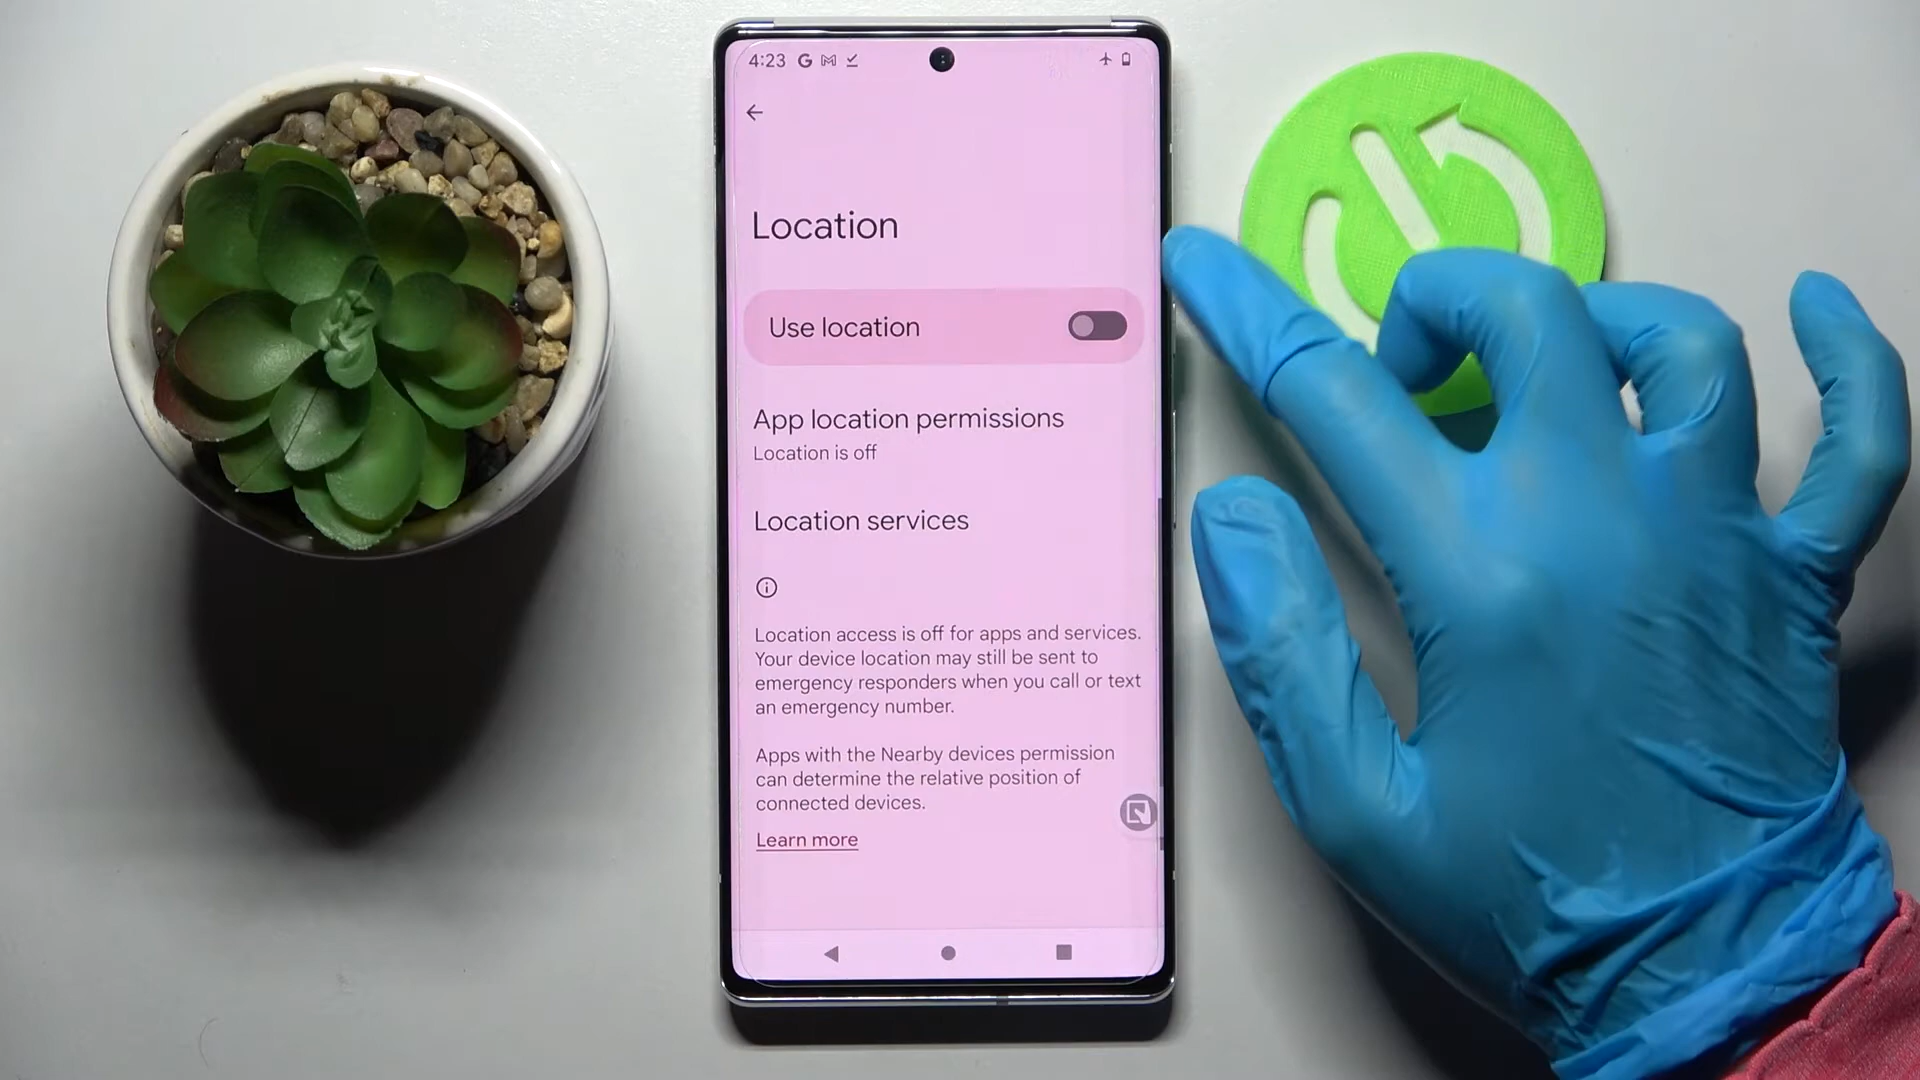 4:23
Location
Use location
App location permissions
Location is off
Location services
Location access is off for apps and services.
Your device location may still be sent to
emergency responders when you call or text
an emergency number.
Apps with the Nearby devices permission
can determine the relative position of
connected devices.
Learn more